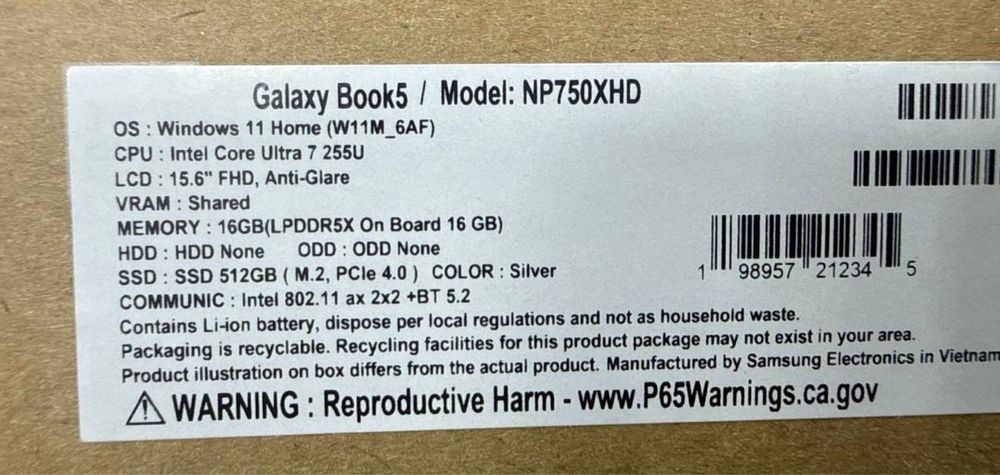 Galaxy Book5 / Model: NP750XHD
OS : Windows 11 Home (W11M_6AF)
CPU : Intel Core Ultra 7 255U
LCD : 15.6" FHD, Anti-Glare
VRAM : Shared
MEMORY : 16GB(LPDDR5X On Board 16 GB)
HDD : HDD None ODD : ODD None
SSD : SSD 512GB ( M.2, PCIe 4.0 ) COLOR : Silver
1 98957 21234 5
COMMUNIC : Intel 802.11 ax 2x2 +BT 5.2
Contains Li-ion battery, dispose per local regulations and not as household waste.
Packaging is recyclable. Recycling facilities for this product package may not exist in your area.
Product illustration on box differs from the actual product. Manufactured by Samsung Electronics in Vietnam
WARNING : Reproductive Harm - www.P65Warnings.ca.gov